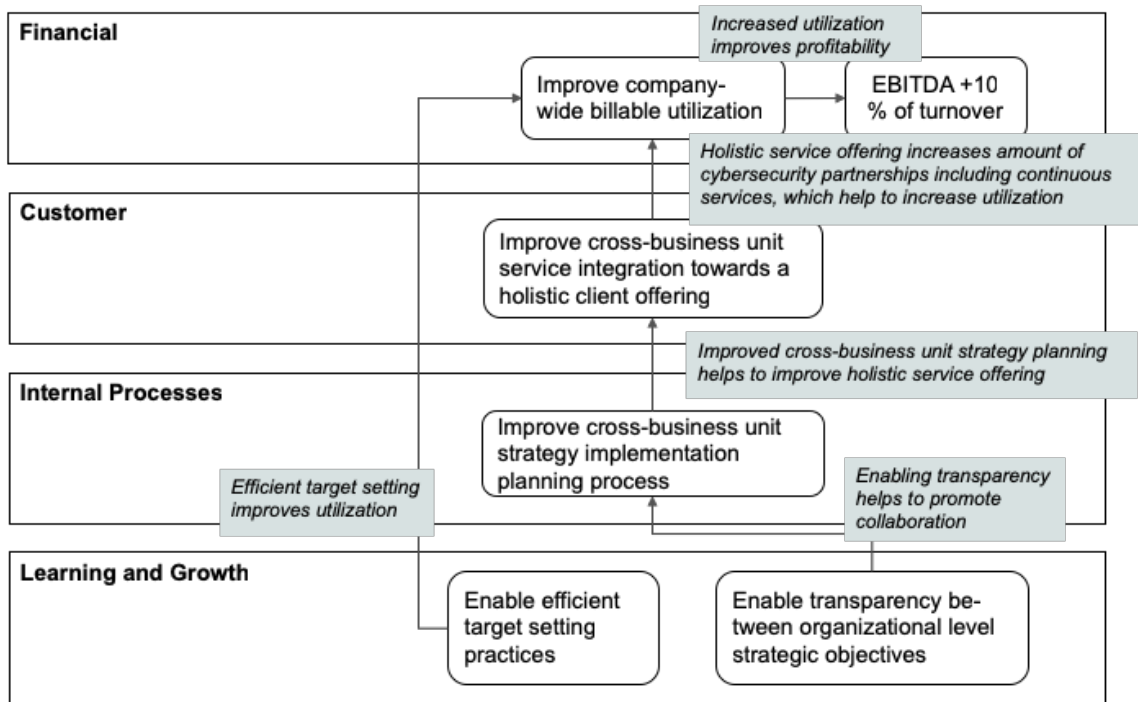 Financial
Increased utilization
improves profitability
Improve company-
wide billable utilization
EBITDA +10
% of turnover
Holistic service offering increases amount of
cybersecurity partnerships including continuous
services, which help to increase utilization
Customer
Improve cross-business unit
service integration towards a
holistic client offering
Improved cross-business unit strategy planning
helps to improve holistic service offering
Internal Processes
Improve cross-business unit
strategy implementation
planning process
Efficient target setting
improves utilization
Enabling transparency
helps to promote
collaboration
Learning and Growth
Enable efficient
target setting
practices
Enable transparency be-
tween organizational level
strategic objectives